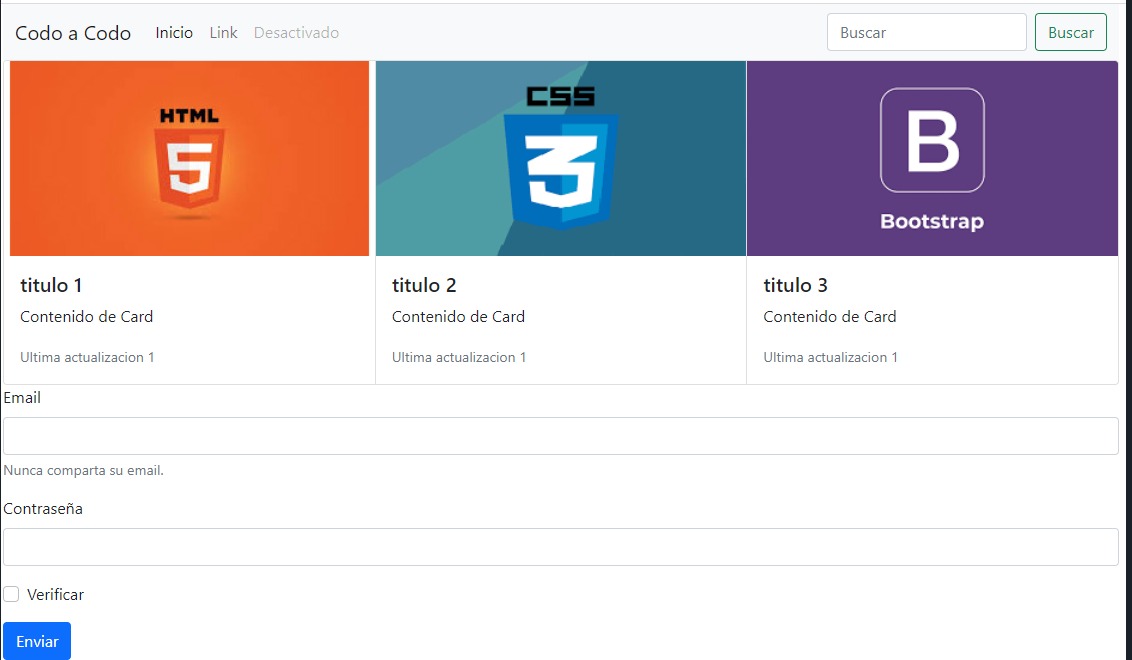 Codo a Codo Inicio Link Desactivado Buscar Buscar
HTML
5
CSS
3
B
Bootstrap
titulo 1
Contenido de Card
Ultima actualizacion 1
titulo 2
Contenido de Card
Ultima actualizacion 1
titulo 3
Contenido de Card
Ultima actualizacion 1
Email
Nunca comparta su email.
Contraseña
Verificar
Enviar